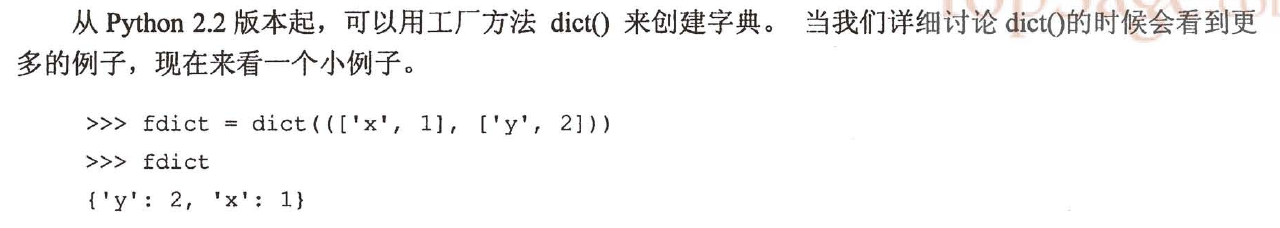 从 Python 2.2 版本起，可以用工厂方法 dict() 来创建字典。 当我们详细讨论 dict()的时候会看到更
多的例子，现在来看一个小例子。
>>> fdict = dict((['x', 1], ['y', 2]))
>>> fdict
{'y': 2, 'x': 1}